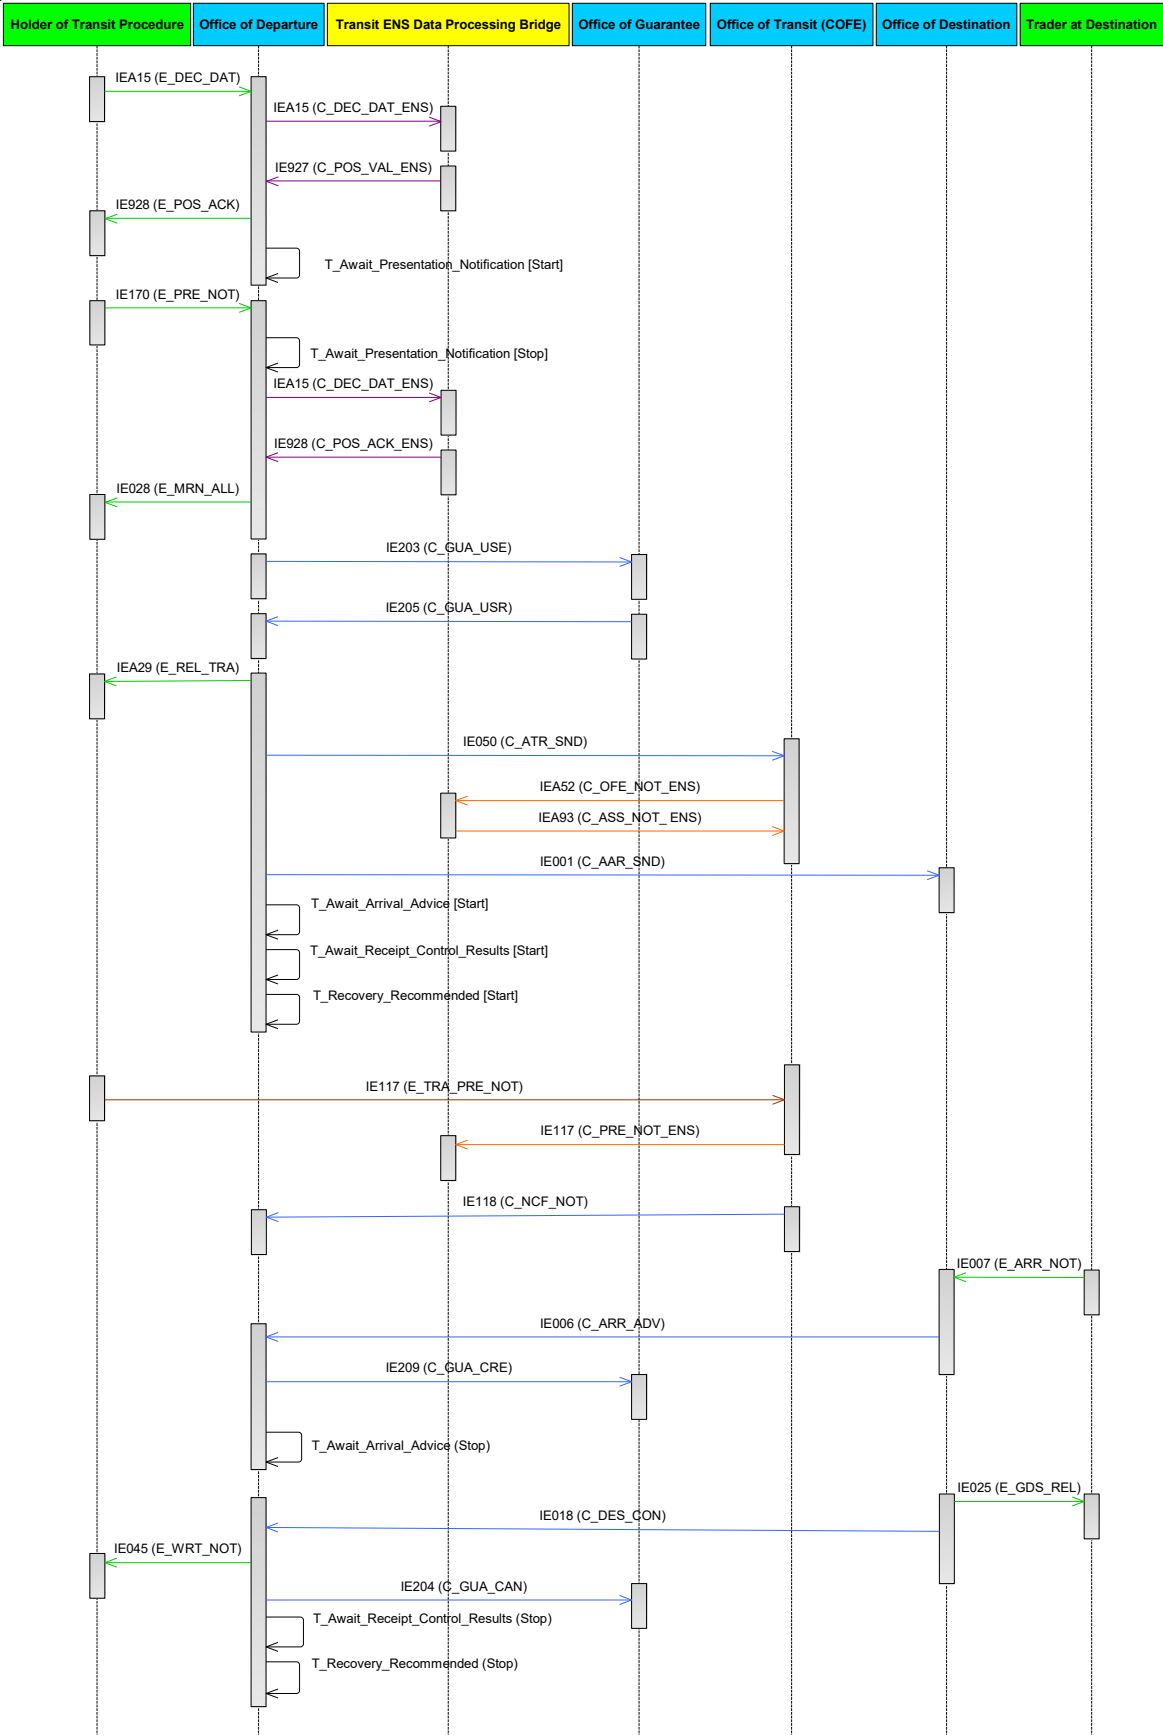 Holder of Transit Procedure
Office of Departure
Transit ENS Data Processing Bridge
Office of Guarantee
Office of Transit (COFE)
Office of Destination
Trader at Destination
IEA15 (E_DEC_DAT)
IEA15 (C_DEC_DAT_ENS)
IE927 (C_POS_VAL_ENS)
IE928 (E_POS_ACK)
T_Await_Presentation_Notification [Start]
IE170 (E_PRE_NOT)
T_Await_Presentation_Notification [Stop]
IEA15 (C_DEC_DAT_ENS)
IE928 (C_POS_ACK_ENS)
IE028 (E_MRN_ALL)
IE203 (C_GUA_USE)
IE205 (C_GUA_USR)
IEA29 (E_REL_TRA)
IE050 (C_ATR_SND)
IEA52 (C_OFE_NOT_ENS)
IEA93 (C_ASS_NOT_ ENS)
IE001 (C_AAR_SND)
T_Await_Arrival_Advice [Start]
T_Await_Receipt_Control_Results [Start]
T_Recovery_Recommended [Start]
IE117 (E_TRA_PRE_NOT)
IE117 (C_PRE_NOT_ENS)
IE118 (C_NCF_NOT)
IE007 (E_ARR_NOT)
IE006 (C_ARR_ADV)
IE209 (C_GUA_CRE)
T_Await_Arrival_Advice (Stop)
IE025 (E_GDS_REL)
IE018 (C_DES_CON)
IE045 (E_WRT_NOT)
IE204 (C_GUA_CAN)
T_Await_Receipt_Control_Results (Stop)
T_Recovery_Recommended (Stop)